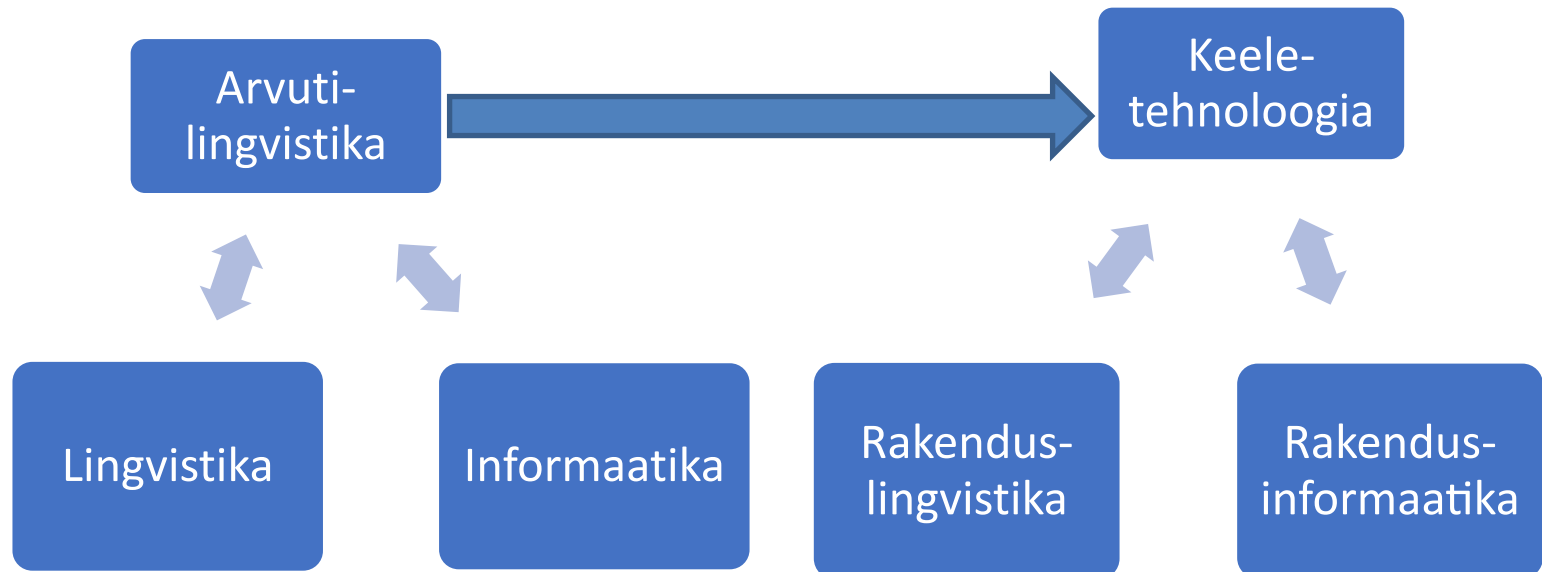 Arvuti-
lingvistika
Keele-
tehnoloogia
Lingvistika
Informaatika
Rakendus-
lingvistika
Rakendus-
informaatika